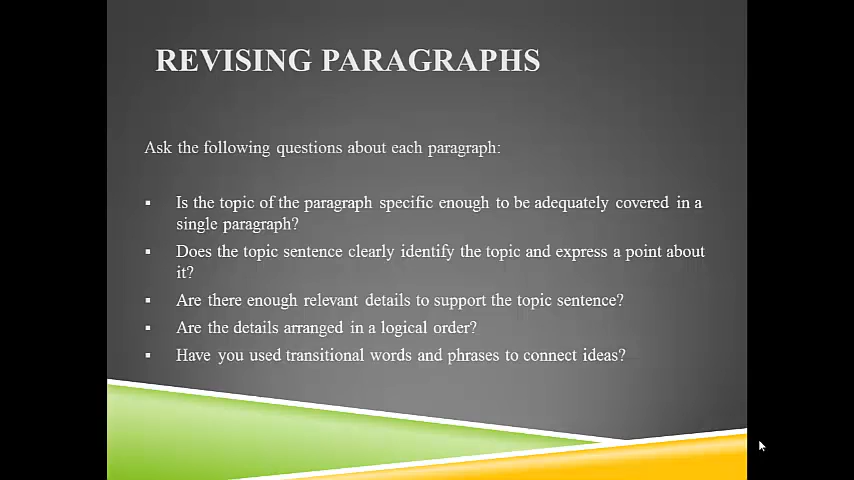 REVISING PARAGRAPHS
Ask the following questions about each paragraph:
▪ Is the topic of the paragraph specific enough to be adequately covered in a
single paragraph?
▪ Does the topic sentence clearly identify the topic and express a point about
it?
▪ Are there enough relevant details to support the topic sentence?
▪ Are the details arranged in a logical order?
▪ Have you used transitional words and phrases to connect ideas?